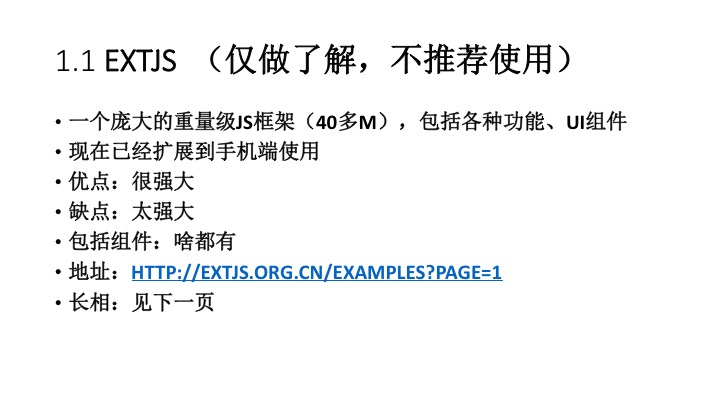 1.1 EXTJS （仅做了解，不推荐使用）
• 一个庞大的重量级JS框架（40多M），包括各种功能、UI组件
• 现在已经扩展到手机端使用
• 优点：很强大
• 缺点：太强大
• 包括组件：啥都有
• 地址：HTTP://EXTJS.ORG.CN/EXAMPLES?PAGE=1
• 长相：见下一页